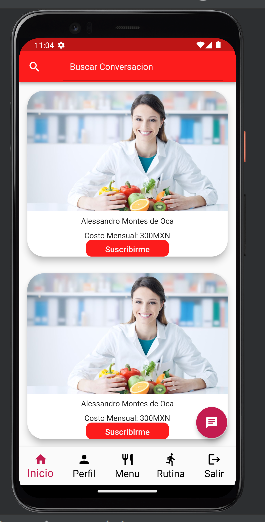 11:04
Buscar Conversacion
Alessandro Montes de Oca
Costo Mensual: 300MXN
Suscribirme
Alessandro Montes de Oca
Costo Mensual: 300MXN
Suscribirme
Inicio Perfil Menu Rutina Salir